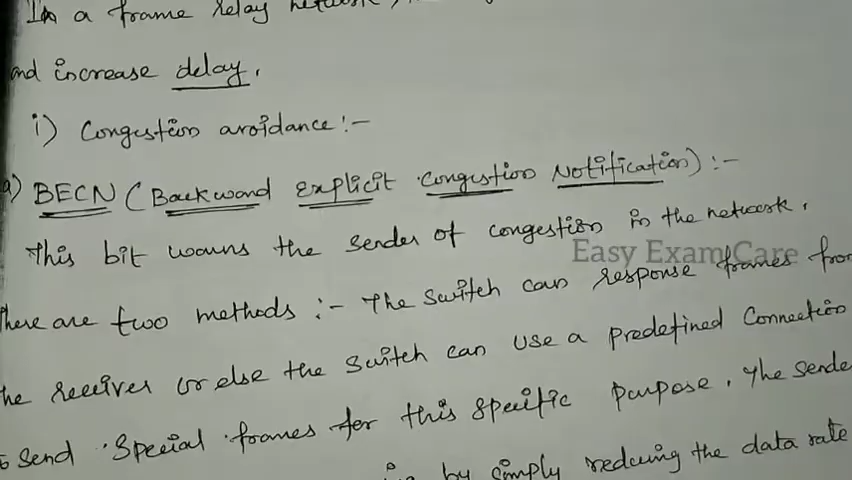 In a frame relay network,
and increase delay.
i) Congestion avoidance :-
a) BECN (Backward Explicit Congestion Notification) :-
This bit warns the sender of congestion in the network.
Easy ExamCare
There are two methods :- The switch can response frames from
the receiver or else the switch can use a predefined Connection
to send special frames for this specific purpose. The sender
by simply reducing the data rate